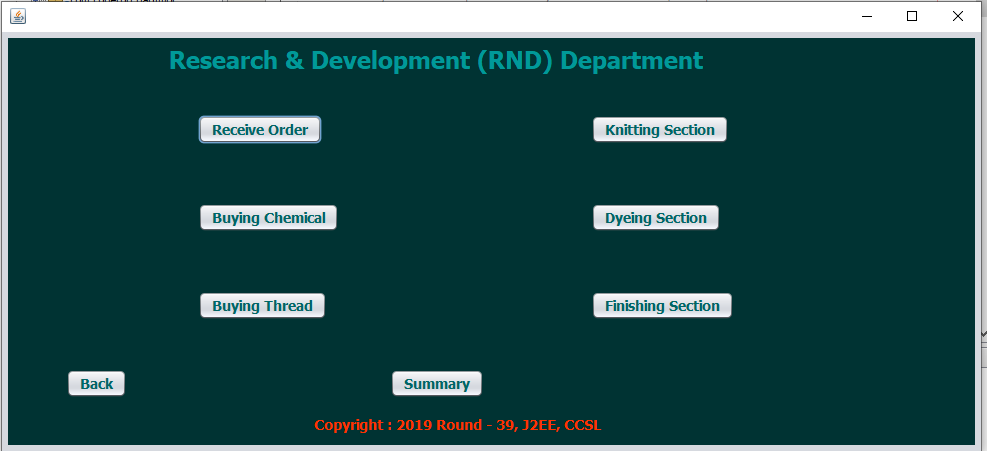 Research & Development (RND) Department
Receive Order
Knitting Section
Buying Chemical
Dyeing Section
Buying Thread
Finishing Section
Back
Summary
Copyright : 2019 Round - 39, J2EE, CCSL